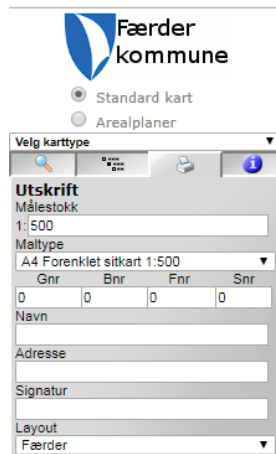 Færder
kommune
Standard kart
Arealplaner
Velg karttype
Utskrift
Målestokk
1: 500
Maltype
A4 Forenklet sitkart 1:500
Gnr Bnr Fnr Snr
0 0 0 0
Navn
Adresse
Signatur
Layout
Færder